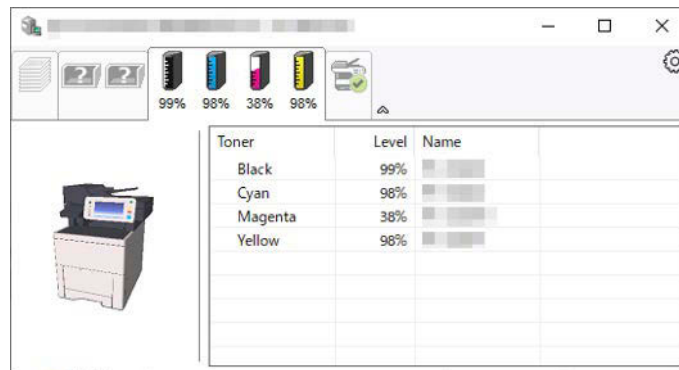 ? ?
99% 98% 38% 98%
Toner Level Name
Black 99%
Cyan 98%
Magenta 38%
Yellow 98%